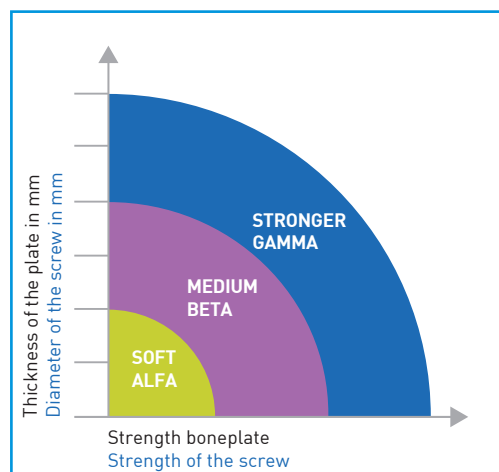 Thickness of the plate in mm
Diameter of the screw in mm
STRONGER
GAMMA
MEDIUM
BETA
SOFT
ALFA
Strength boneplate
Strength of the screw